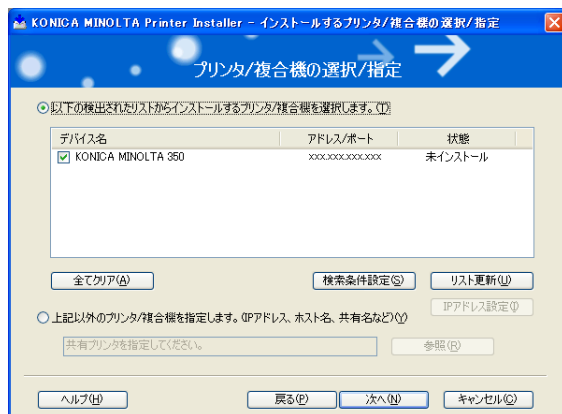 KONICA MINOLTA Printer Installer - インストールするプリンタ/複合機の選択/指定
プリンタ/複合機の選択/指定
以下の検出されたリストからインストールするプリンタ/複合機を選択します。(T)
デバイス名 アドレス/ポート 状態
KONICA MINOLTA 350 xxx.xxx.xxx.xxx 未インストール
全てクリア(A) 検索条件設定(S) リスト更新(U)
IPアドレス設定(I)
上記以外のプリンタ/複合機を指定します。(IPアドレス、ホスト名、共有名など)(Y)
共有プリンタを指定してください。 参照(R)
ヘルプ(H) 戻る(P) 次へ(N) キャンセル(C)